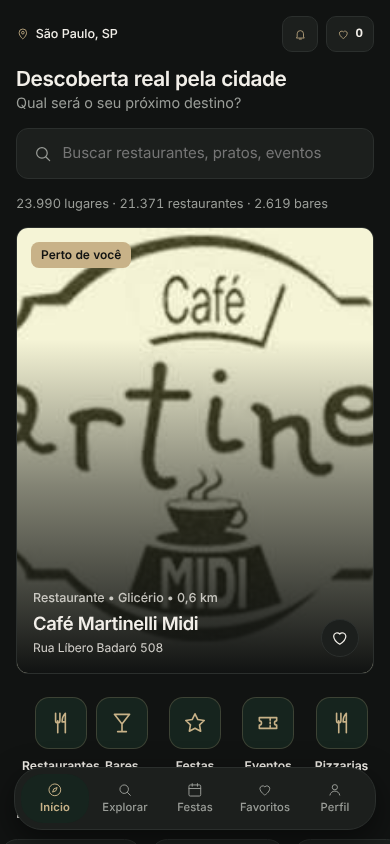 São Paulo, SP
0
Descoberta real pela cidade
Qual será o seu próximo destino?
Buscar restaurantes, pratos, eventos
23.990 lugares · 21.371 restaurantes · 2.619 bares
Perto de você
Café
artine
MIDI
Restaurante • Glicério • 0,6 km
Café Martinelli Midi
Rua Líbero Badaró 508
Restaurantes Bares Festas Eventos Pizzarias
Início Explorar Festas Favoritos Perfil